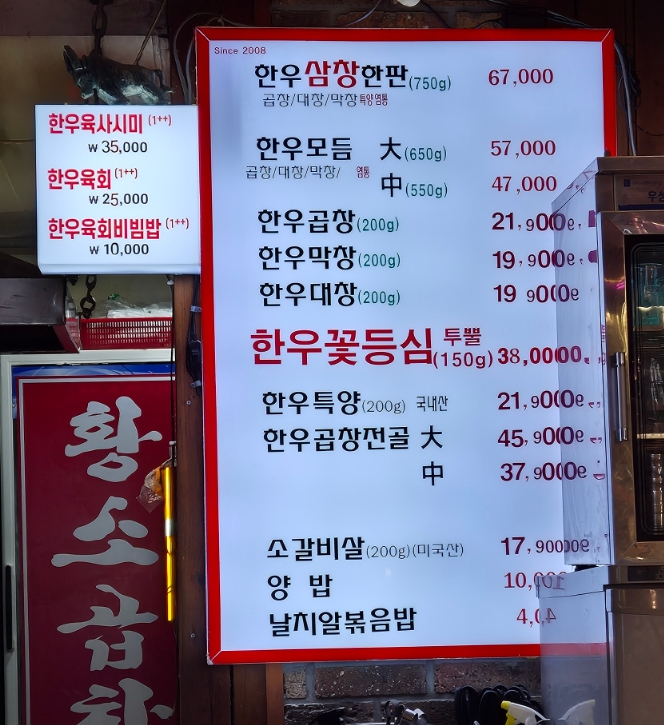 Since 2008
한우삼창한판(750g) 67,000
곱창/대창/막창특양염통
한우모듬 大(650g) 57,000
곱창/대창/막창/ 염통
中(550g) 47,000
한우곱창(200g) 21,900
한우막창(200g) 19,900
한우대창(200g) 19,900
한우꽃등심 투뿔(150g) 38,000
한우특양(200g) 국내산 21,900
한우곱창전골 大 45,900
中 37,900
소갈비살(200g)(미국산) 17,900
양 밥
날치알볶음밥
한우육사시미 (1++)
₩ 35,000
한우육회 (1++)
₩ 25,000
한우육회비빔밥 (1++)
₩ 10,000
황소곱창